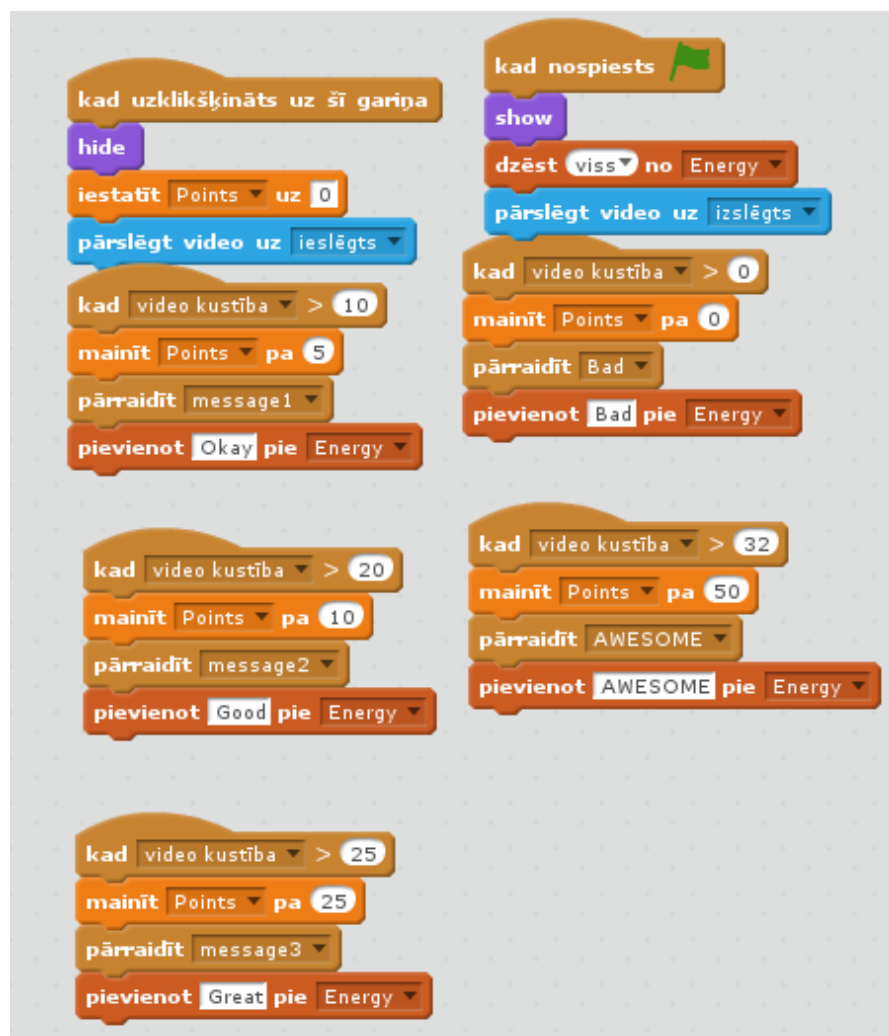 kad uzklikšķināts uz šī gariņa
hide
iestatīt Points uz 0
pārslēgt video uz ieslēgts
kad video kustība > 10
mainīt Points pa 5
pārraidīt message1
pievienot Okay pie Energy
kad video kustība > 20
mainīt Points pa 10
pārraidīt message2
pievienot Good pie Energy
kad video kustība > 25
mainīt Points pa 25
pārraidīt message3
pievienot Great pie Energy
kad nospiests
show
dzēst viss no Energy
pārslēgt video uz izslēgts
kad video kustība > 0
mainīt Points pa 0
pārraidīt Bad
pievienot Bad pie Energy
kad video kustība > 32
mainīt Points pa 50
pārraidīt AWESOME
pievienot AWESOME pie Energy